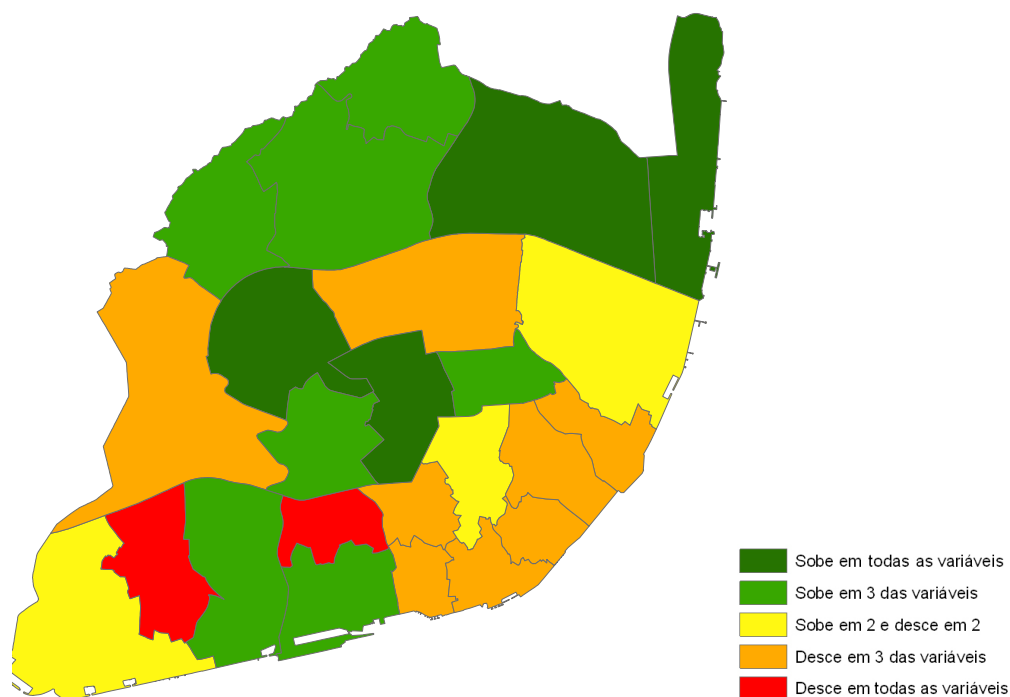 Sobe em todas as variáveis
Sobe em 3 das variáveis
Sobe em 2 e desce em 2
Desce em 3 das variáveis
Desce em todas as variáveis